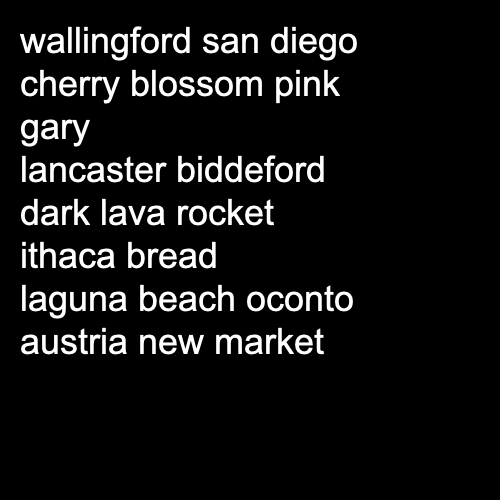 wallingford san diego
cherry blossom pink
gary
lancaster biddeford
dark lava rocket
ithaca bread
laguna beach oconto
austria new market